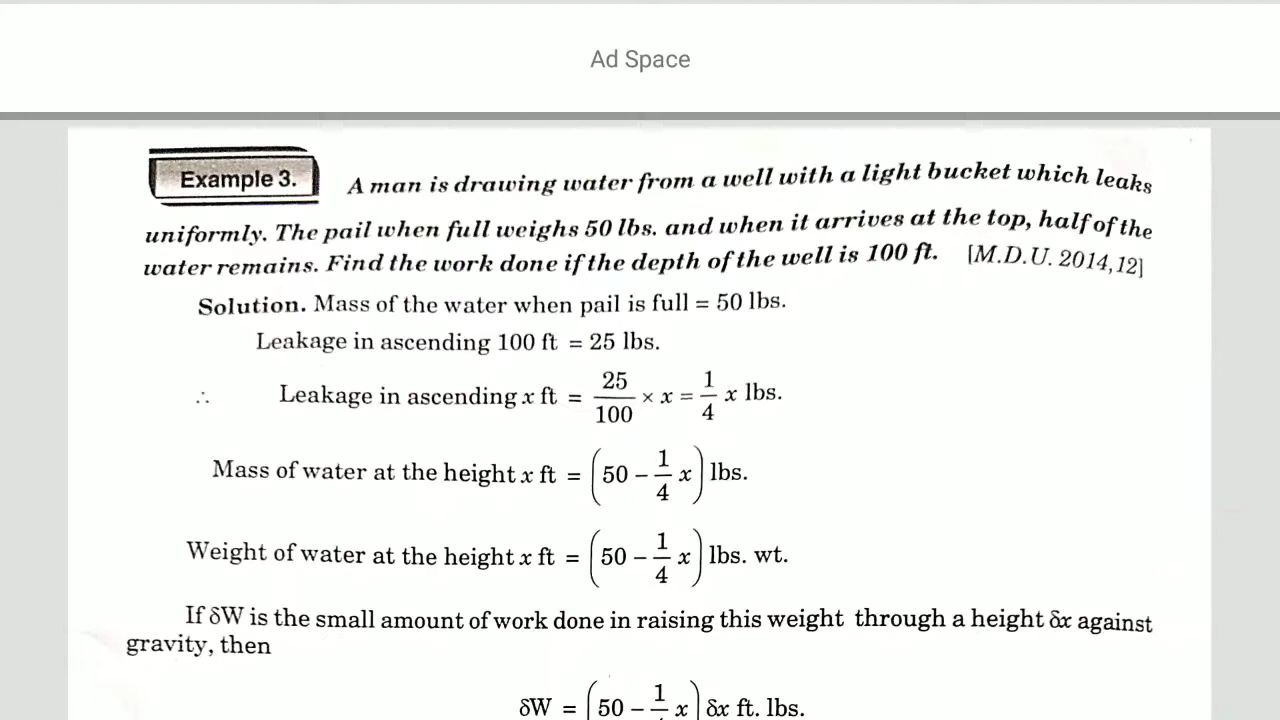 Ad Space
Example 3. A man is drawing water from a well with a light bucket which leaks
uniformly. The pail when full weighs 50 lbs. and when it arrives at the top, half of the
water remains. Find the work done if the depth of the well is 100 ft. [M.D.U. 2014,12]
Solution. Mass of the water when pail is full = 50 lbs.
Leakage in ascending 100 ft = 25 lbs.
∴ Leakage in ascending x ft = 25/100 × x = 1/4 x lbs.
Mass of water at the height x ft = (50 − 1/4 x) lbs.
Weight of water at the height x ft = (50 − 1/4 x) lbs. wt.
If δW is the small amount of work done in raising this weight through a height δx against
gravity, then
δW = (50 − 1/4 x) δx ft. lbs.